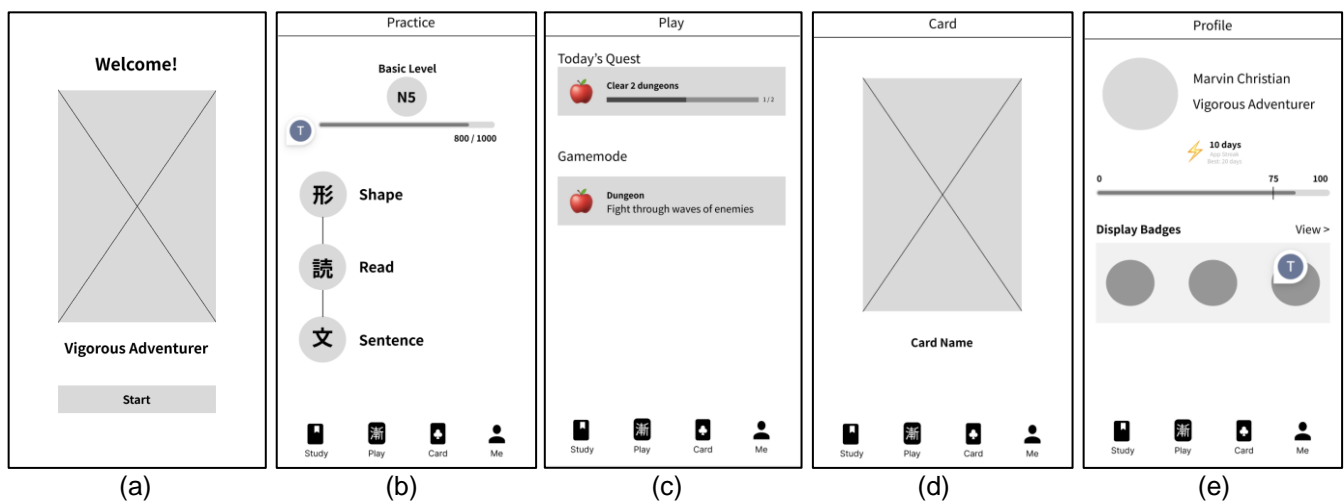 Welcome!
Vigorous Adventurer
Start
(a)
Practice
Basic Level
N5
T
800 / 1000
形 Shape
読 Read
文 Sentence
Study 漸 Play Card Me
(b)
Play
Today's Quest
Clear 2 dungeons
1 / 2
Gamemode
Dungeon
Fight through waves of enemies
Study 漸 Play Card Me
(c)
Card
Card Name
Study 漸 Play Card Me
(d)
Profile
Marvin Christian
Vigorous Adventurer
10 days
App Streak
Best: 20 days
0 75 100
Display Badges View >
T
Study 漸 Play Card Me
(e)